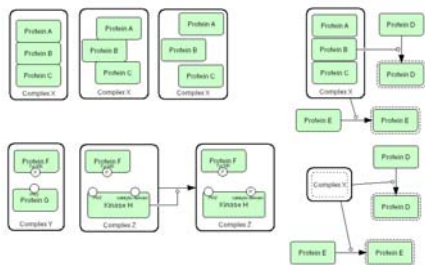 Protein A
Protein B
Protein C
Complex X
Protein A
Protein B
Protein C
Complex X
Protein A
Protein B
Protein C
Complex X
Protein A
Protein B
Protein C
Complex X
Protein D
Protein D
Protein E
Protein E
Protein F
Protein G
Complex Y
Protein F
Kinase H
Complex Z
Protein F
Kinase H
Complex Z
Protein D
Protein D
Protein E
Protein E